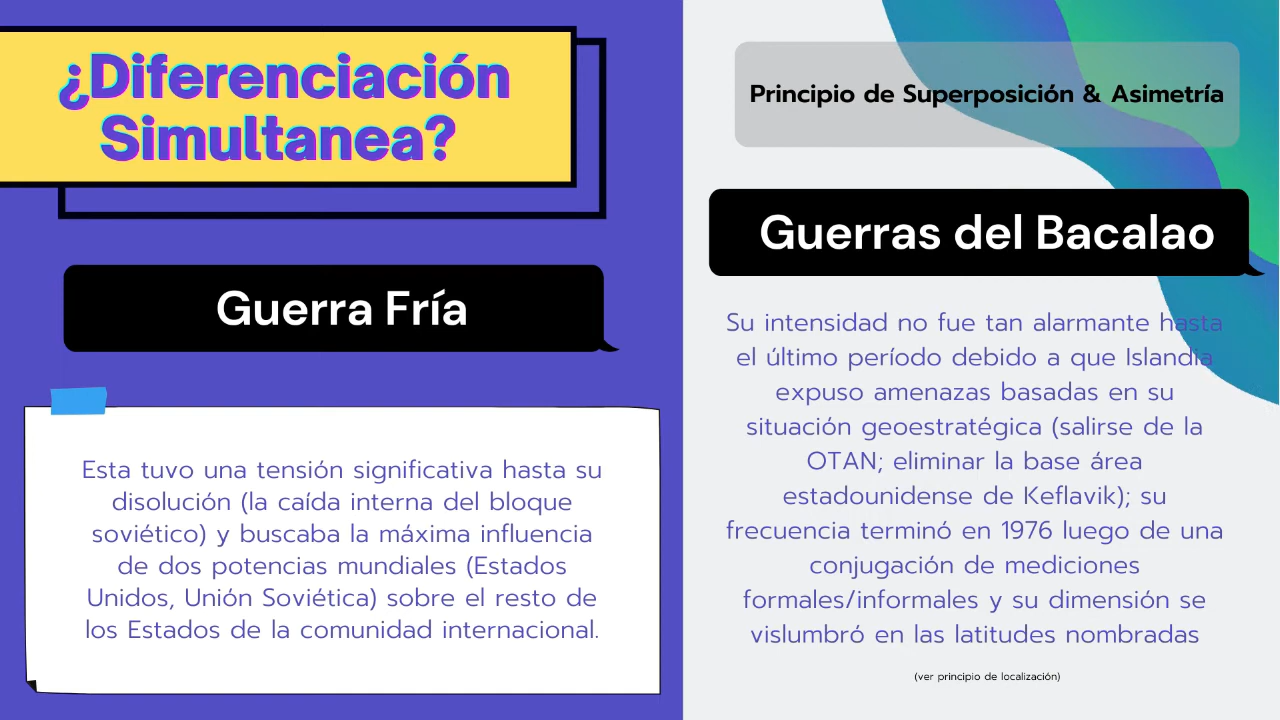 ¿Diferenciación
Simultanea?
Guerra Fría
Esta tuvo una tensión significativa hasta su
disolución (la caída interna del bloque
soviético) y buscaba la máxima influencia
de dos potencias mundiales (Estados
Unidos, Unión Soviética) sobre el resto de
los Estados de la comunidad internacional.
Principio de Superposición & Asimetría
Guerras del Bacalao
Su intensidad no fue tan alarmante hasta
el último período debido a que Islandia
expuso amenazas basadas en su
situación geoestratégica (salirse de la
OTAN; eliminar la base área
estadounidense de Keflavik); su
frecuencia terminó en 1976 luego de una
conjugación de mediciones
formales/informales y su dimensión se
vislumbró en las latitudes nombradas
(ver principio de localización)